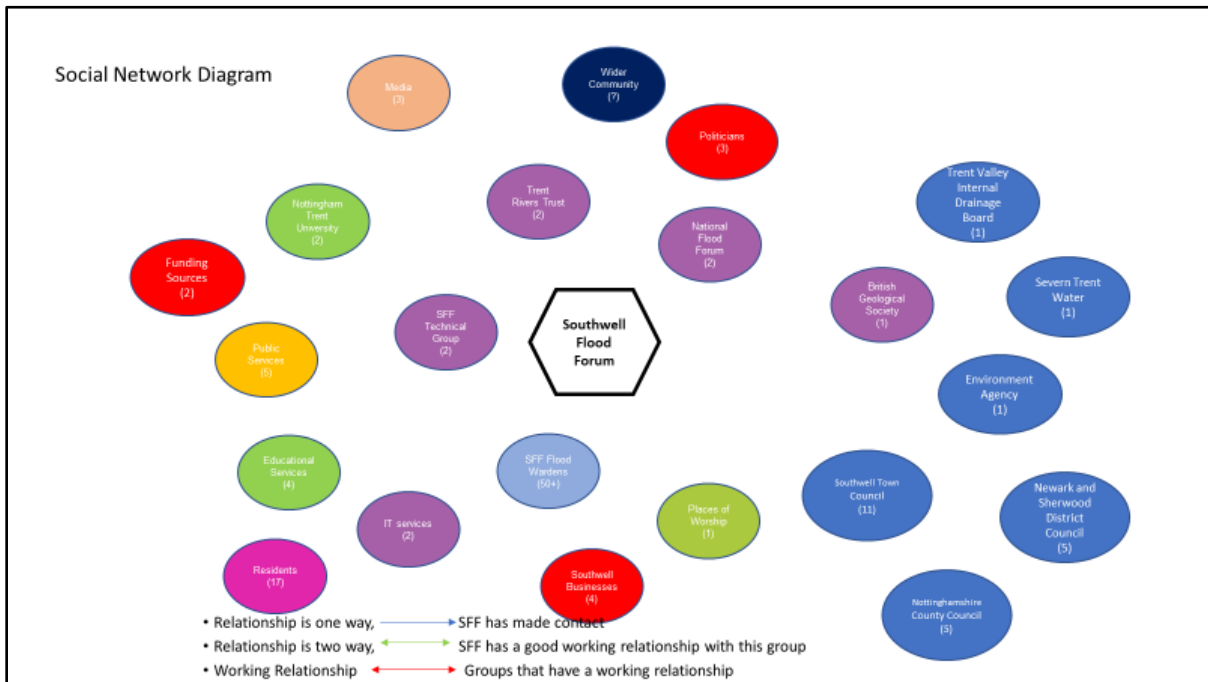 Social Network Diagram
Media
(3)
Wider
Community
(?)
Politicians
(3)
Trent Valley
Internal
Drainage
Board
(1)
Nottingham
Trent
Unwersity
(2)
Trent
Rivers Trust
(2)
National
Flood
Forum
(2)
Funding
Sources
(2)
British
Geological
Society
(1)
Severn Trent
Water
(1)
SFF
Technical
Group
(2)
Southwell
Flood
Forum
Public
Services
(5)
Environment
Agency
(1)
Educational
Services
(4)
SFF Flood
Wardens
(50+)
Southwell Town
Council
(11)
Newark and
Sherwood
District
Council
(5)
IT services
(2)
Places of
Worship
(1)
Residents
(17)
Southwell
Businesses
(4)
Nottinghamshire
County Council
(5)
• Relationship is one way, SFF has made contact
• Relationship is two way, SFF has a good working relationship with this group
• Working Relationship Groups that have a working relationship